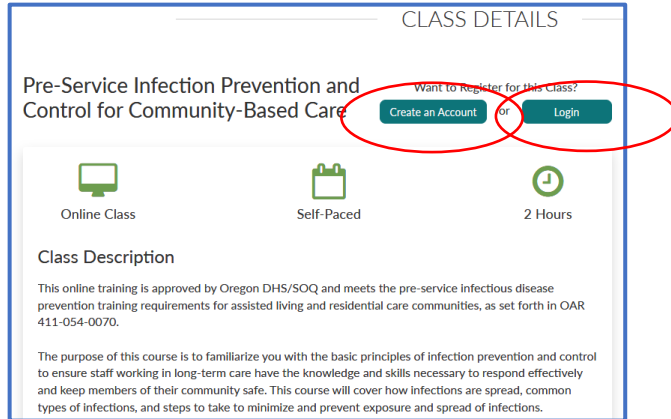 CLASS DETAILS
Pre-Service Infection Prevention and
Control for Community-Based Care
Want to Register for this Class?
Create an Account or Login
Online Class Self-Paced 2 Hours
Class Description
This online training is approved by Oregon DHS/SOQ and meets the pre-service infectious disease
prevention training requirements for assisted living and residential care communities, as set forth in OAR
411-054-0070.
The purpose of this course is to familiarize you with the basic principles of infection prevention and control
to ensure staff working in long-term care have the knowledge and skills necessary to respond effectively
and keep members of their community safe. This course will cover how infections are spread, common
types of infections, and steps to take to minimize and prevent exposure and spread of infections.